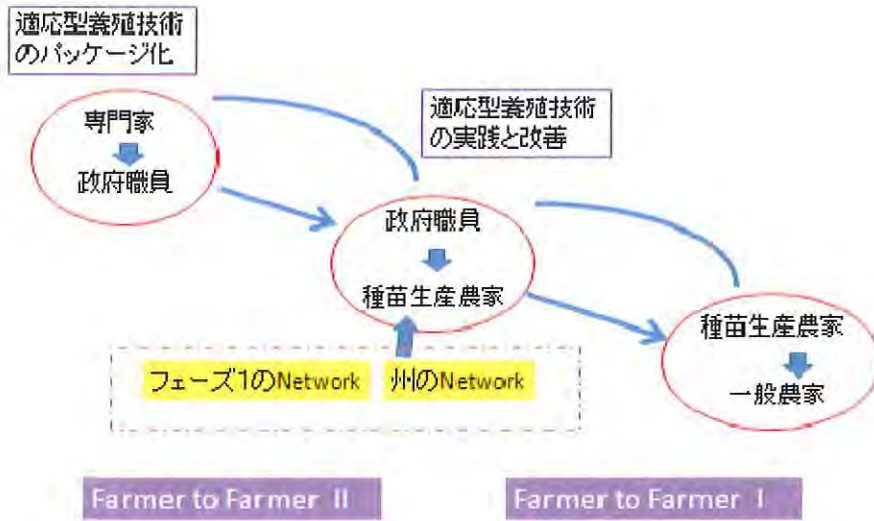 適応型養殖技術
のパッケージ化
専門家
政府職員
適応型養殖技術
の実践と改善
政府職員
種苗生産農家
フェーズ1のNetwork
州のNetwork
種苗生産農家
一般農家
Farmer to Farmer II
Farmer to Farmer I